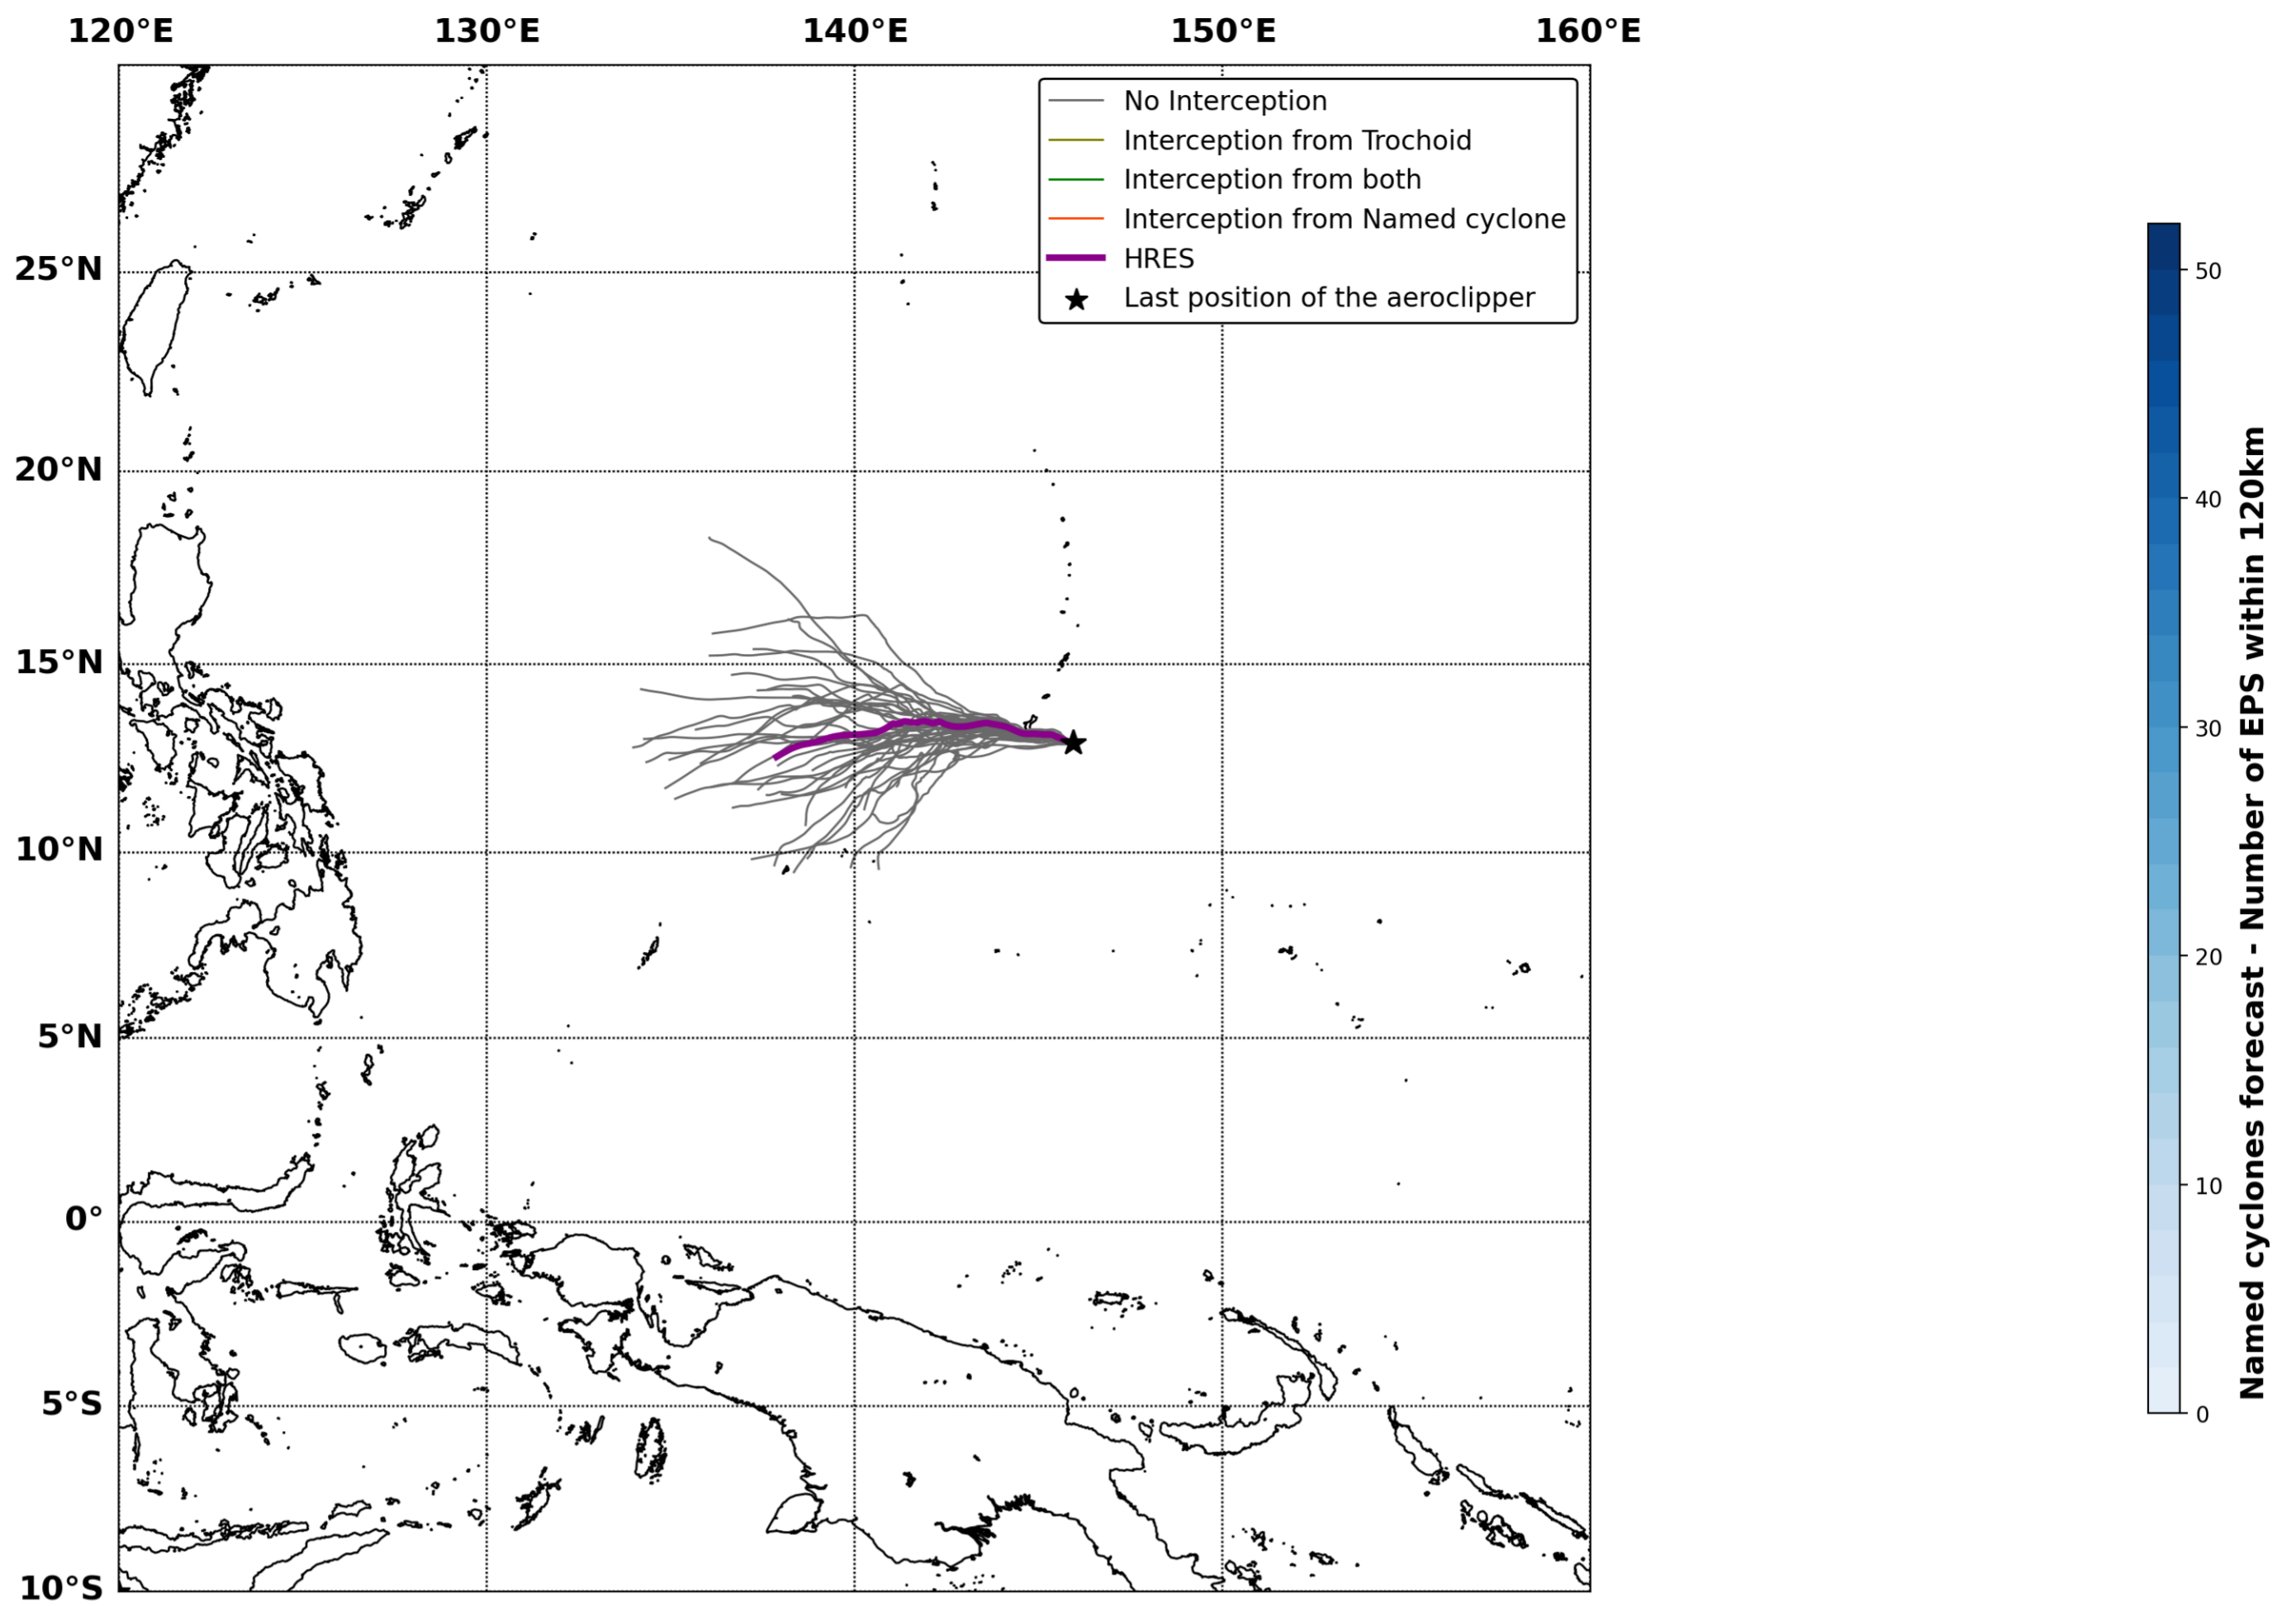 120°E 130°E 140°E 150°E 160°E
No Interception
Interception from Trochoid
Interception from both
Interception from Named cyclone
HRES
Last position of the aeroclipper
25°N
20°N
15°N
10°N
5°N
0°
5°S
10°S
50
40
30
20
10
0
Named cyclones forecast - Number of EPS within 120km